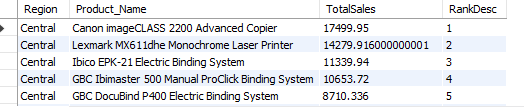 Region Product_Name TotalSales RankDesc
Central Canon imageCLASS 2200 Advanced Copier 17499.95 1
Central Lexmark MX611dhe Monochrome Laser Printer 14279.916000000001 2
Central Ibico EPK-21 Electric Binding System 11339.94 3
Central GBC Ibimaster 500 Manual ProClick Binding System 10653.72 4
Central GBC DocuBind P400 Electric Binding System 8710.336 5